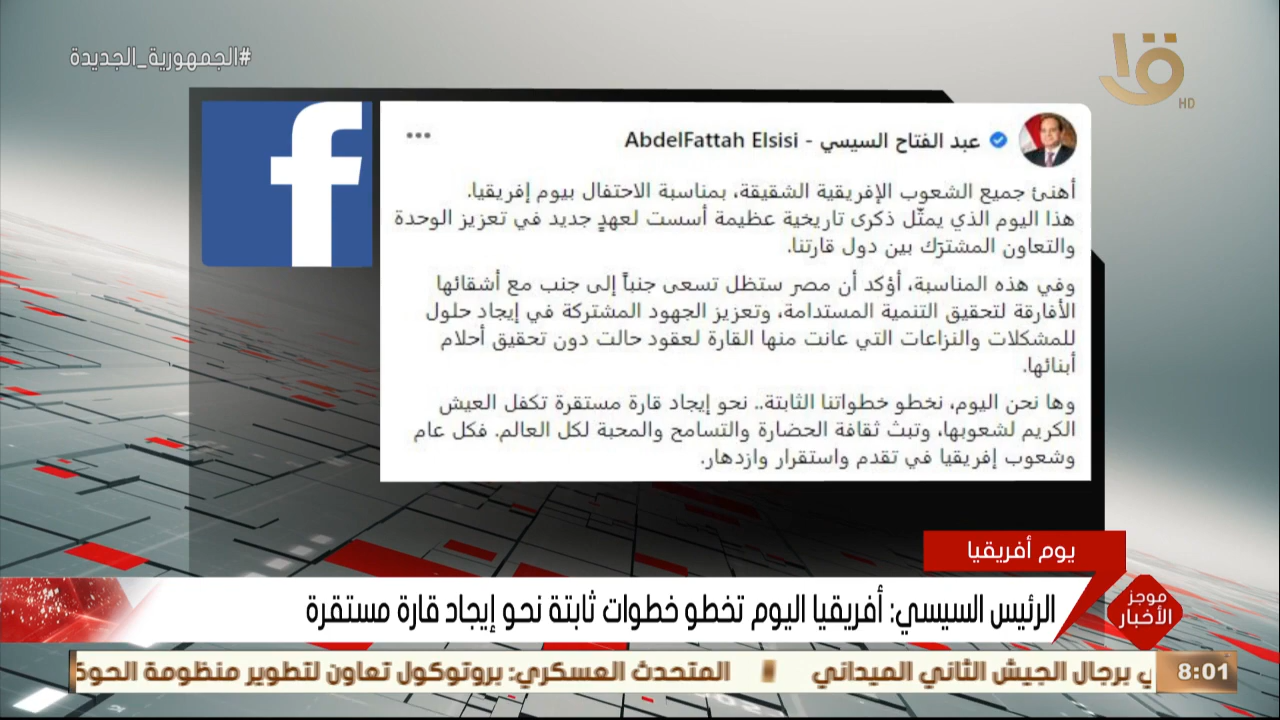 #الجمهورية_الجديدة
HD
عبد الفتاح السيسي - AbdelFattah Elsisi
أهنئ جميع الشعوب الإفريقية الشقيقة، بمناسبة الاحتفال بيوم إفريقيا.
هذا اليوم الذي يمثّل ذكرى تاريخية عظيمة أسست لعهدٍ جديد في تعزيز الوحدة
والتعاون المشترك بين دول قارتنا.
وفي هذه المناسبة، أؤكد أن مصر ستظل تسعى جنباً إلى جنب مع أشقائها
الأفارقة لتحقيق التنمية المستدامة، وتعزيز الجهود المشتركة في إيجاد حلول
للمشكلات والنزاعات التي عانت منها القارة لعقود حالت دون تحقيق أحلام
أبنائها.
وها نحن اليوم، نخطو خطواتنا الثابتة.. نحو إيجاد قارة مستقرة تكفل العيش
الكريم لشعوبها، وتبث ثقافة الحضارة والتسامح والمحبة لكل العالم. فكل عام
وشعوب إفريقيا في تقدم واستقرار وازدهار.
يوم أفريقيا
موجز
الأخبار
الرئيس السيسي: أفريقيا اليوم تخطو خطوات ثابتة نحو إيجاد قارة مستقرة
8:01 برجال الجيش الثاني الميداني المتحدث العسكري: بروتوكول تعاون لتطوير منظومة